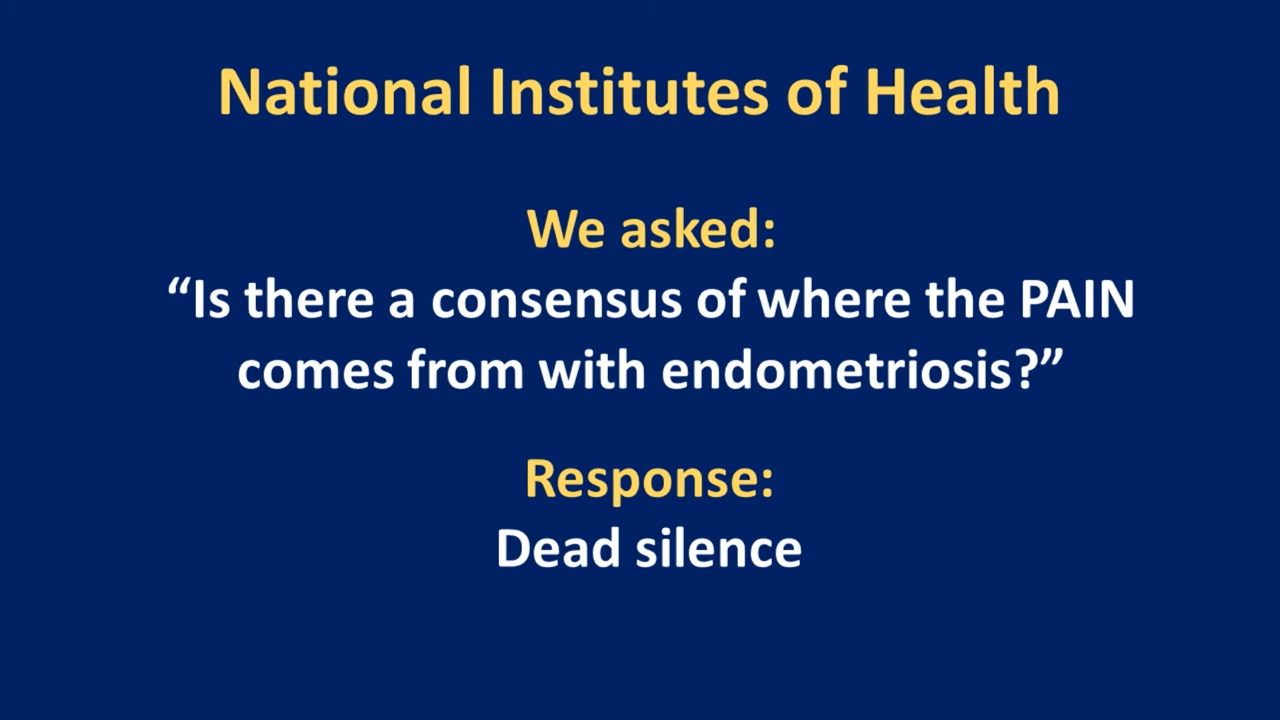 National Institutes of Health
We asked:
“Is there a consensus of where the PAIN
comes from with endometriosis?”
Response:
Dead silence